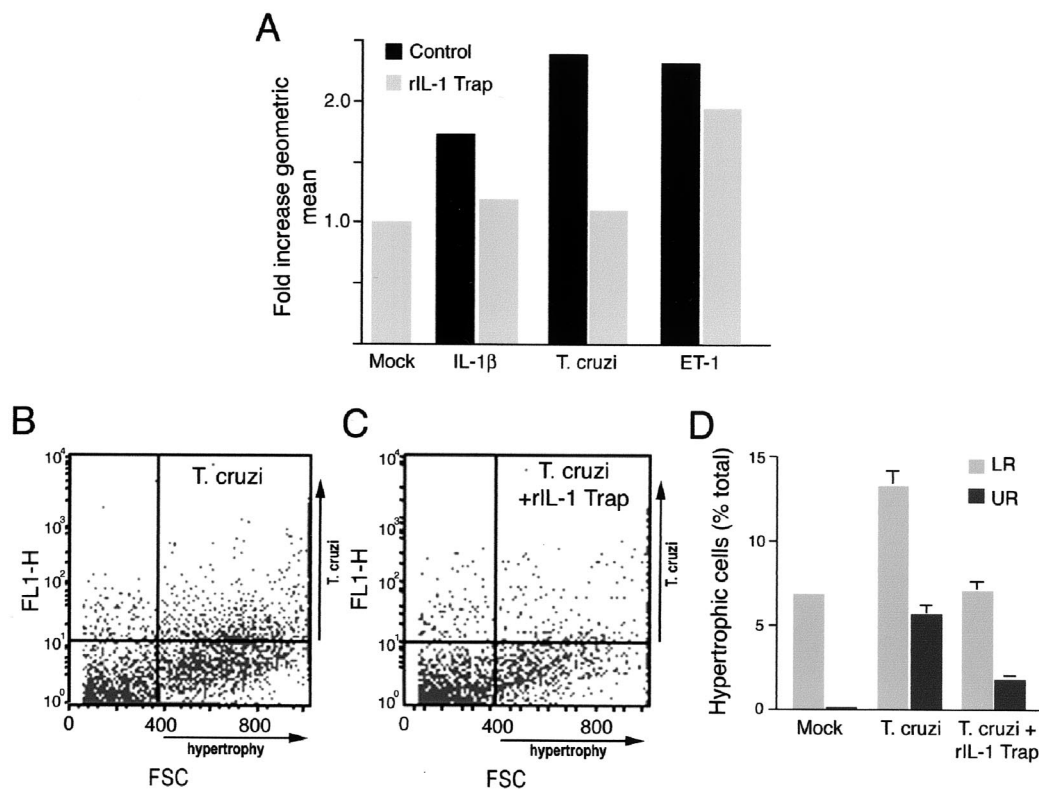 A
Control
rIL-1 Trap
Fold increase geometric
mean
2.0
1.0
Mock
IL-1β
T. cruzi
ET-1
B
T. cruzi
FL1-H
10⁴
10³
10²
10¹
10⁰
0
400
800
hypertrophy
FSC
T. cruzi
C
T. cruzi
+rIL-1 Trap
FL1-H
10⁴
10³
10²
10¹
10⁰
0
400
800
hypertrophy
FSC
T. cruzi
D
Hypertrophic cells (% total)
15
10
5
0
LR
UR
Mock
T. cruzi
T. cruzi +
rIL-1 Trap